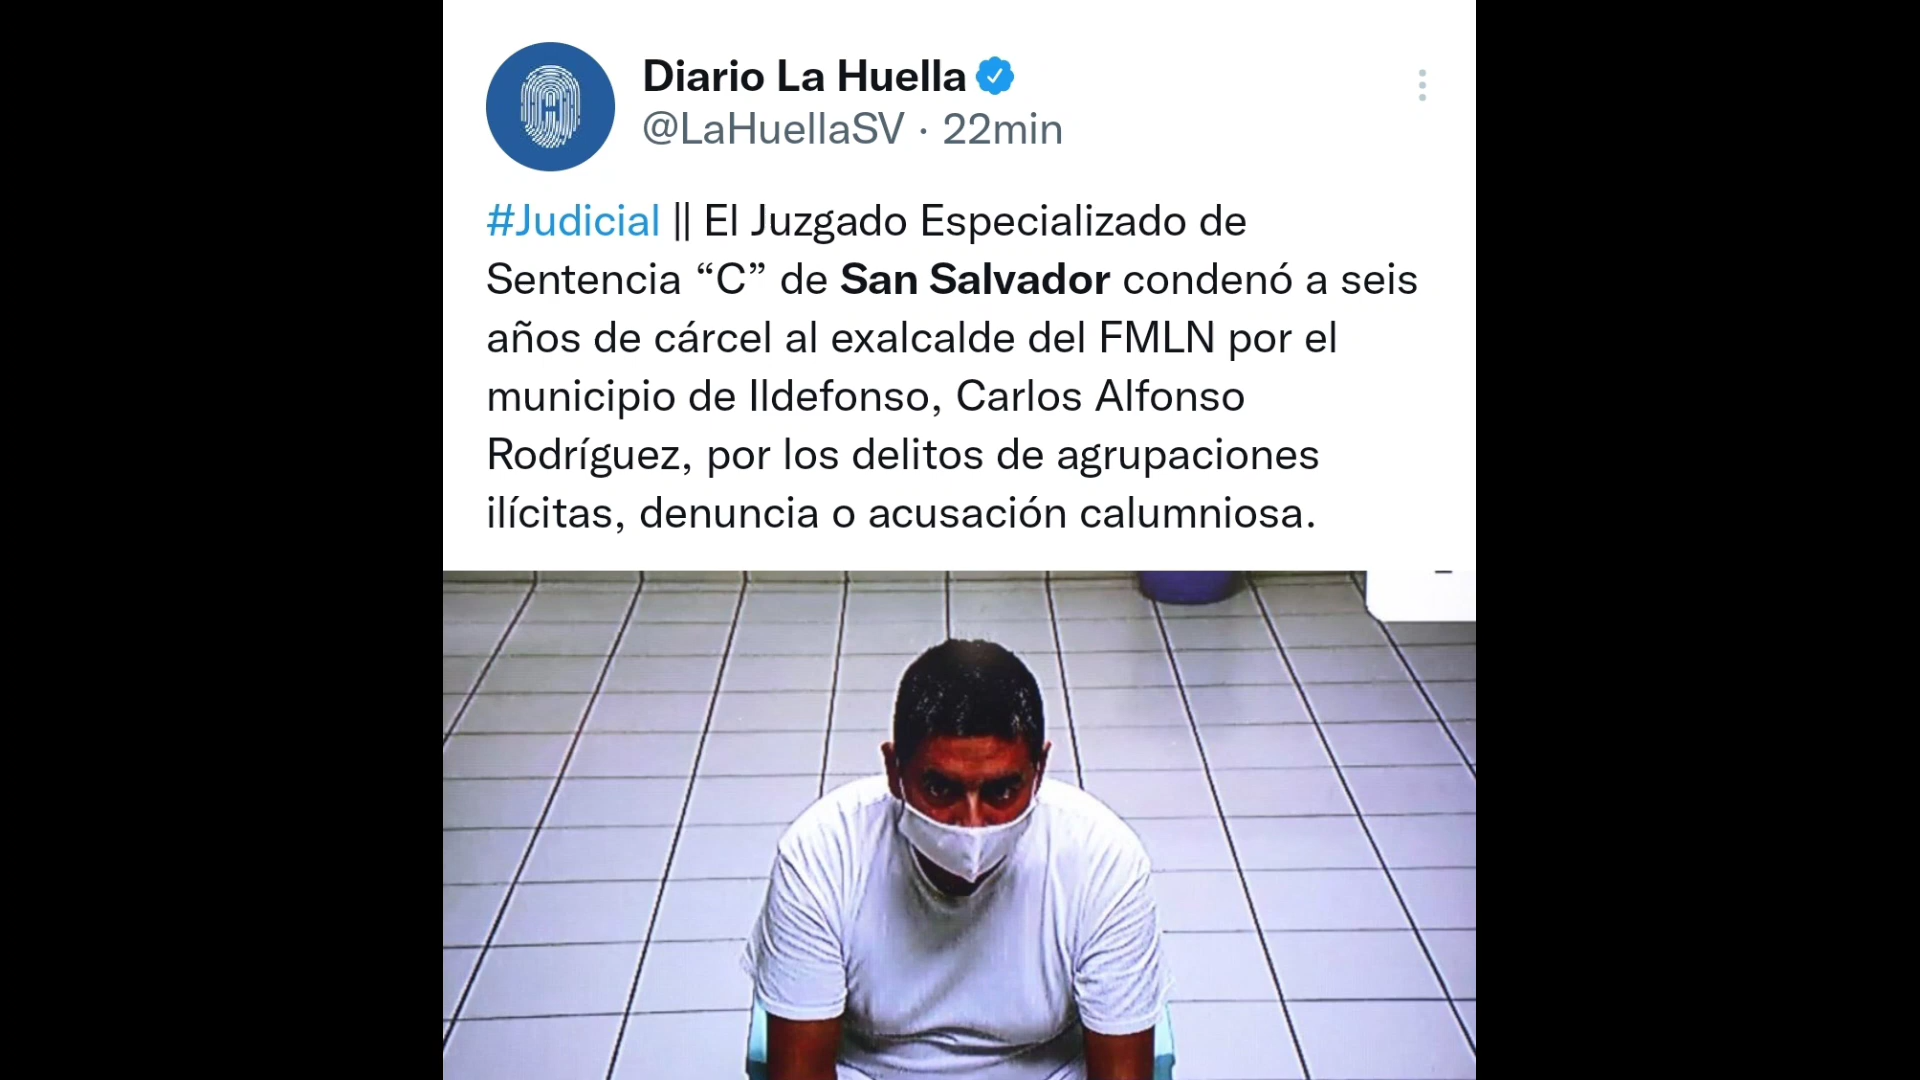 Diario La Huella
@LaHuellaSV · 22min
#Judicial || El Juzgado Especializado de
Sentencia “C” de San Salvador condenó a seis
años de cárcel al exalcalde del FMLN por el
municipio de Ildefonso, Carlos Alfonso
Rodríguez, por los delitos de agrupaciones
ilícitas, denuncia o acusación calumniosa.